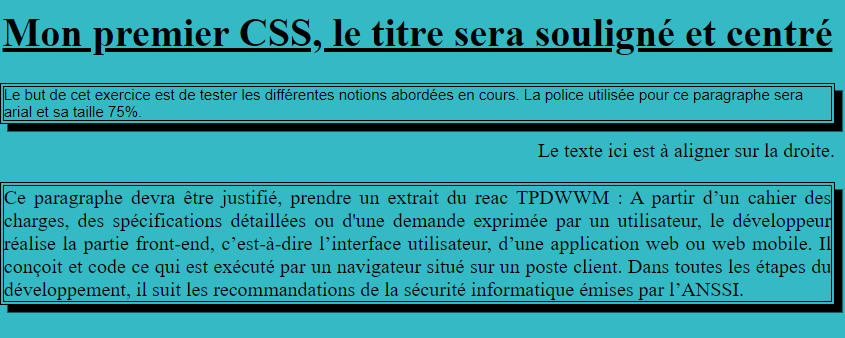 Mon premier CSS, le titre sera souligné et centré
Le but de cet exercice est de tester les différentes notions abordées en cours. La police utilisée pour ce paragraphe sera
arial et sa taille 75%.
Le texte ici est à aligner sur la droite.
Ce paragraphe devra être justifié, prendre un extrait du reac TPDWWM : A partir d’un cahier des
charges, des spécifications détaillées ou d'une demande exprimée par un utilisateur, le développeur
réalise la partie front-end, c’est-à-dire l’interface utilisateur, d’une application web ou web mobile. Il
conçoit et code ce qui est exécuté par un navigateur situé sur un poste client. Dans toutes les étapes du
développement, il suit les recommandations de la sécurité informatique émises par l’ANSSI.